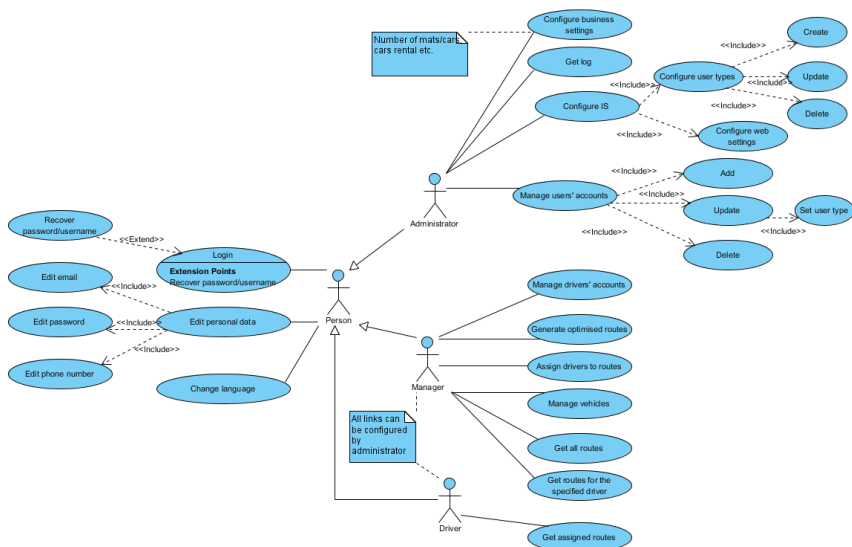 Configure business
settings
Number of mats/cars
cars rental etc.
Get log
Configure IS
<<Include>>
Configure user types
<<Include>>
Create
<<Include>>
Update
<<Include>>
Delete
<<Include>>
Configure web
settings
Administrator
Manage users' accounts
<<Include>>
Add
<<Include>>
Update
<<Include>>
Set user type
<<Include>>
Delete
Recover
password/username
<<Extend>>
Login
Extension Points
Recover password/username
Edit email
<<Include>>
Edit password
<<Include>>
Edit personal data
<<Include>>
Edit phone number
Change language
Person
Manage drivers' accounts
Generate optimised routes
Assign drivers to routes
Manager
Manage vehicles
All links can
be configured
by
administrator
Get all routes
Get routes for the
specified driver
Driver
Get assigned routes